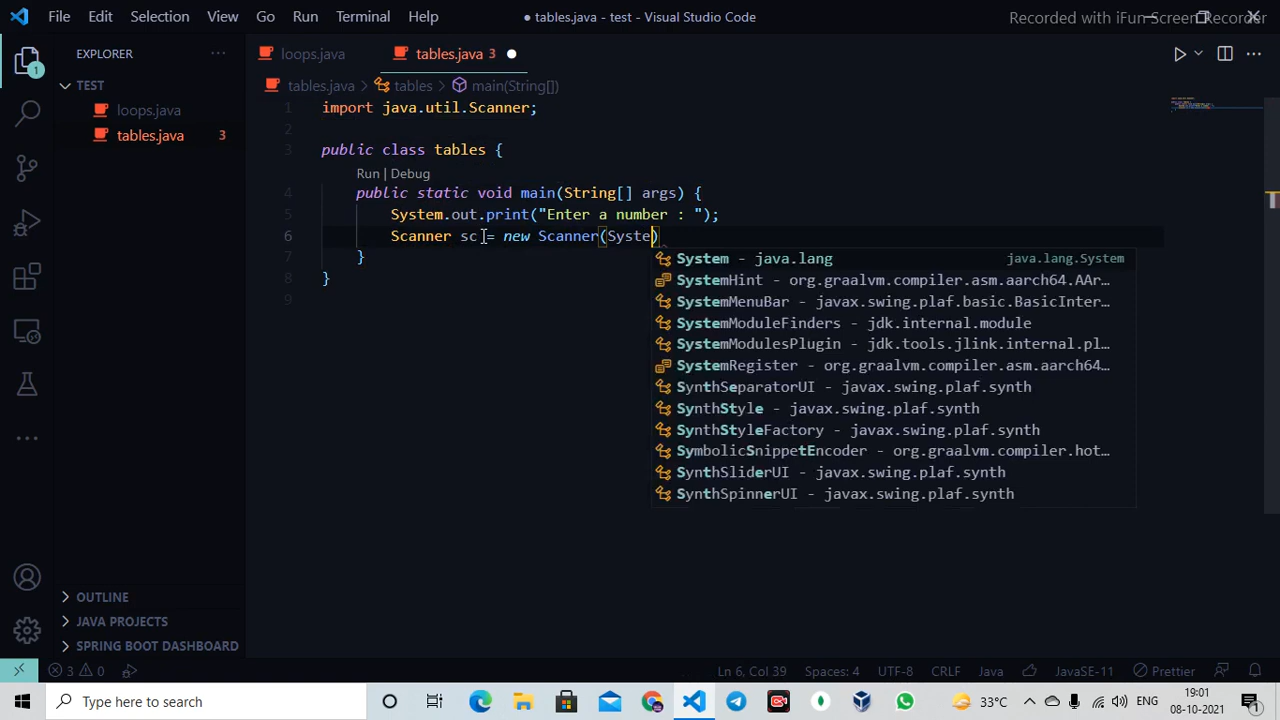 File Edit Selection View Go Run Terminal Help
● tables.java - test - Visual Studio Code
Recorded with iFun Screen Recorder
EXPLORER
loops.java
tables.java 3
TEST
loops.java
tables.java 3
tables.java > tables > main(String[])
1 import java.util.Scanner;
2
3 public class tables {
Run | Debug
4 public static void main(String[] args) {
5 System.out.print("Enter a number : ");
6 Scanner sc = new Scanner(Syste)
7 }
8 }
9
System - java.lang java.lang.System
SystemHint - org.graalvm.compiler.asm.aarch64.AAr…
SystemMenuBar - javax.swing.plaf.basic.BasicInter…
SystemModuleFinders - jdk.internal.module
SystemModulesPlugin - jdk.tools.jlink.internal.pl…
SystemRegister - org.graalvm.compiler.asm.aarch64…
SynthSeparatorUI - javax.swing.plaf.synth
SynthStyle - javax.swing.plaf.synth
SynthStyleFactory - javax.swing.plaf.synth
SymbolicSnippetEncoder - org.graalvm.compiler.hot…
SynthSliderUI - javax.swing.plaf.synth
SynthSpinnerUI - javax.swing.plaf.synth
1
OUTLINE
JAVA PROJECTS
SPRING BOOT DASHBOARD
3 0
Ln 6, Col 39 Spaces: 4 UTF-8 CRLF Java JavaSE-11 Prettier
Type here to search
33°C
ENG
19:01
08-10-2021
1